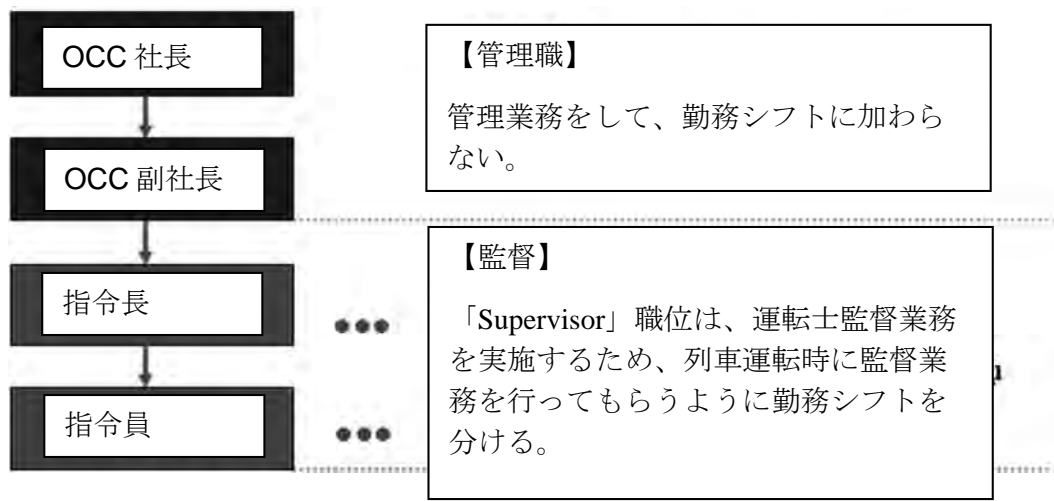 OCC 社長
OCC 副社長
指令長
指令員
【管理職】
管理業務をして、勤務シフトに加わら
ない。
【監督】
「Supervisor」職位は、運転士監督業務
を実施するため、列車運転時に監督業
務を行ってもらうように勤務シフトを
分ける。